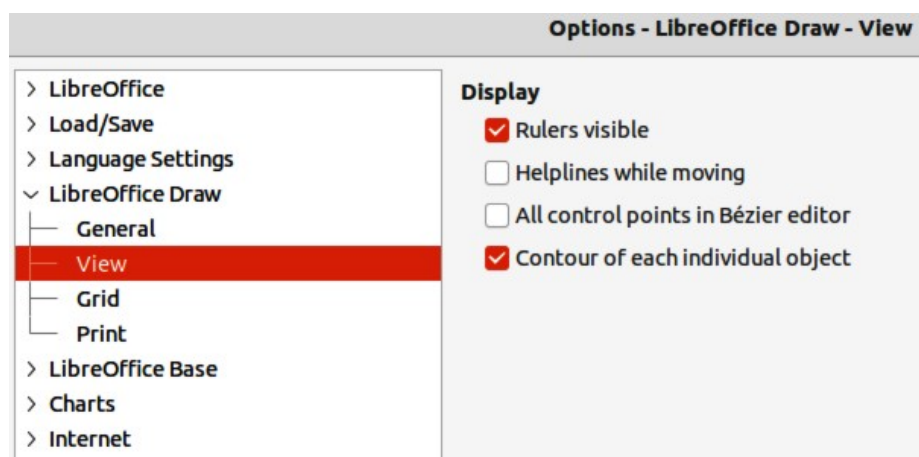 Options - LibreOffice Draw - View
LibreOffice
Load/Save
Language Settings
LibreOffice Draw
General
View
Grid
Print
LibreOffice Base
Charts
Internet
Display
Rulers visible
Helplines while moving
All control points in Bézier editor
Contour of each individual object